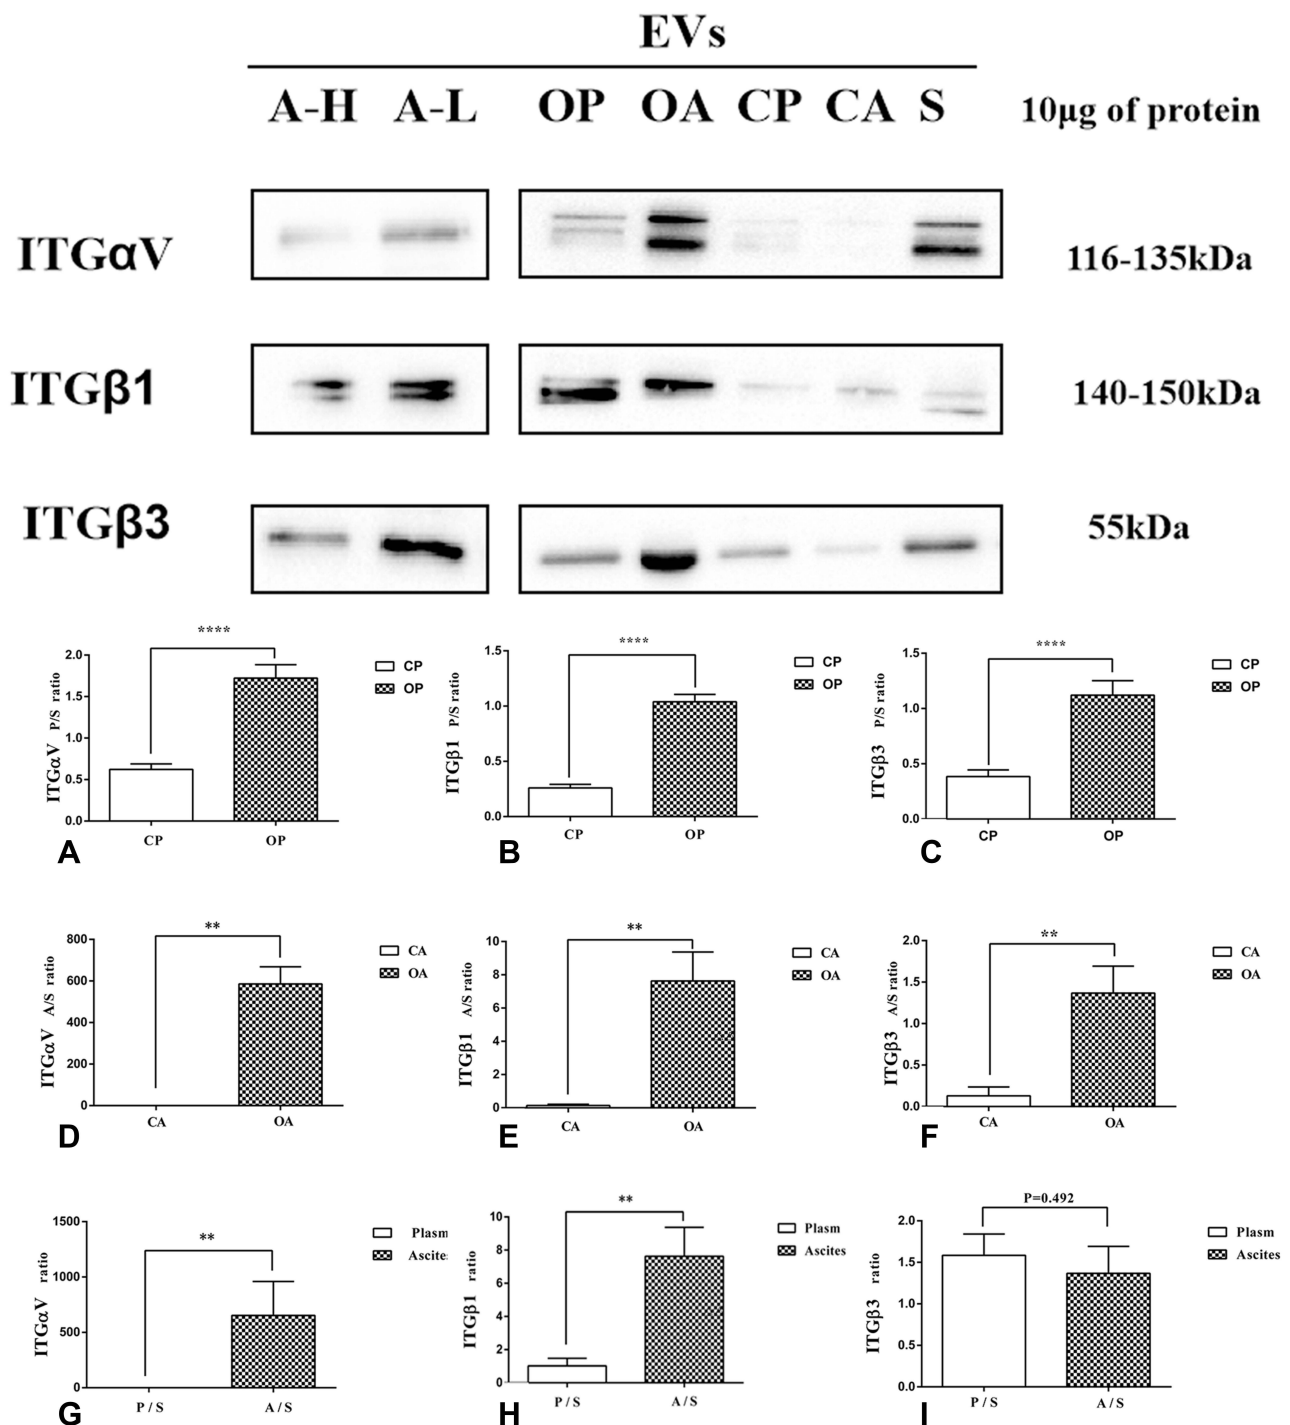 EVs
A-H A-L OP OA CP CA S 10μg of protein
ITGαV 116-135kDa
ITGβ1 140-150kDa
ITGβ3 55kDa
****
ITGαV P/S ratio
2.0
1.5
1.0
0.5
0.0
CP OP
CP
OP
A
****
ITGβ1 P/S ratio
1.5
1.0
0.5
0.0
CP OP
CP
OP
B
****
ITGβ3 P/S ratio
1.5
1.0
0.5
0.0
CP OP
CP
OP
C
**
ITGαV A/S ratio
800
600
400
200
0
CA OA
CA
OA
D
**
ITGβ1 A/S ratio
10
8
6
4
2
0
CA OA
CA
OA
E
**
ITGβ3 A/S ratio
2.0
1.5
1.0
0.5
0.0
CA OA
CA
OA
F
**
ITGαV ratio
1500
1000
500
0
P / S A / S
Plasm
Ascite
G
**
ITGβ1 ratio
10
8
6
4
2
0
P / S A / S
Plasm
Ascites
H
P=0.492
ITGβ3 ratio
2.0
1.5
1.0
0.5
0.0
P / S A / S
Plasm
Ascites
I